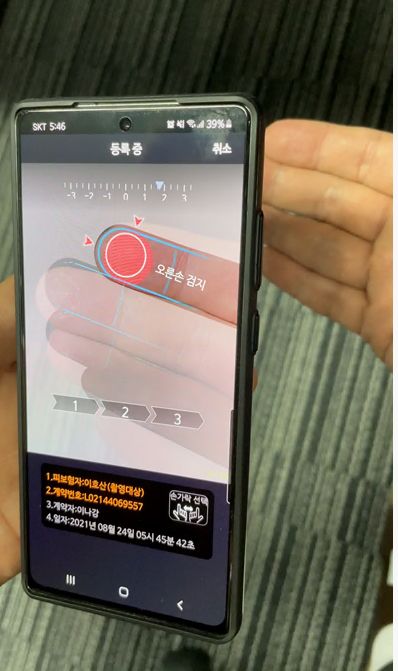 SKT 5:46 39%
등록 중 취소
-3 -2 -1 0 1 2 3
오른손 검지
1 2 3
1.피보험자:이호산(촬영대상)
2.계약번호:L02144069557
3.계약자:이나감
4.일자:2021년 08월 24일 05시 45분 42초
손가락 선택